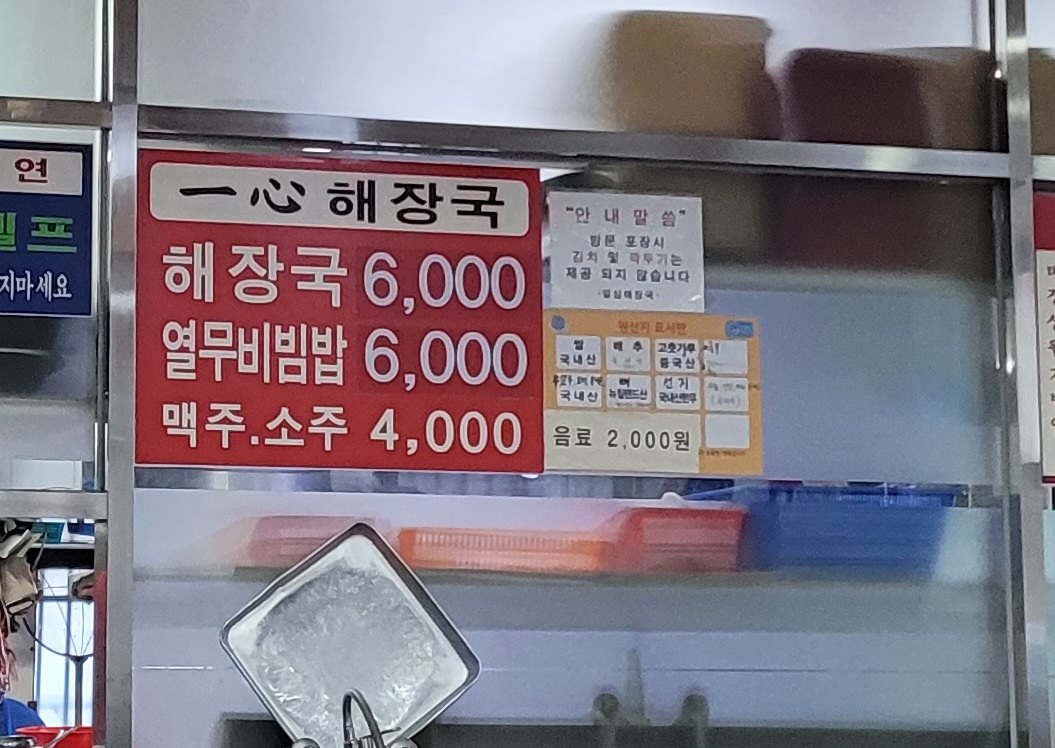 연
프
지마세요
一心 해장국
해장국 6,000
열무비빔밥 6,000
맥주.소주 4,000
"안 내 말 씀"
방문 포장시
김치 및 깍두기는
제공 되지 않습니다
-일심해장국-
원산지 표시판
쌀 배 추 고춧가루
국내산 중국산
뼈 선 지
국내산 뉴질랜드산 국내산한우
음료 2,000원